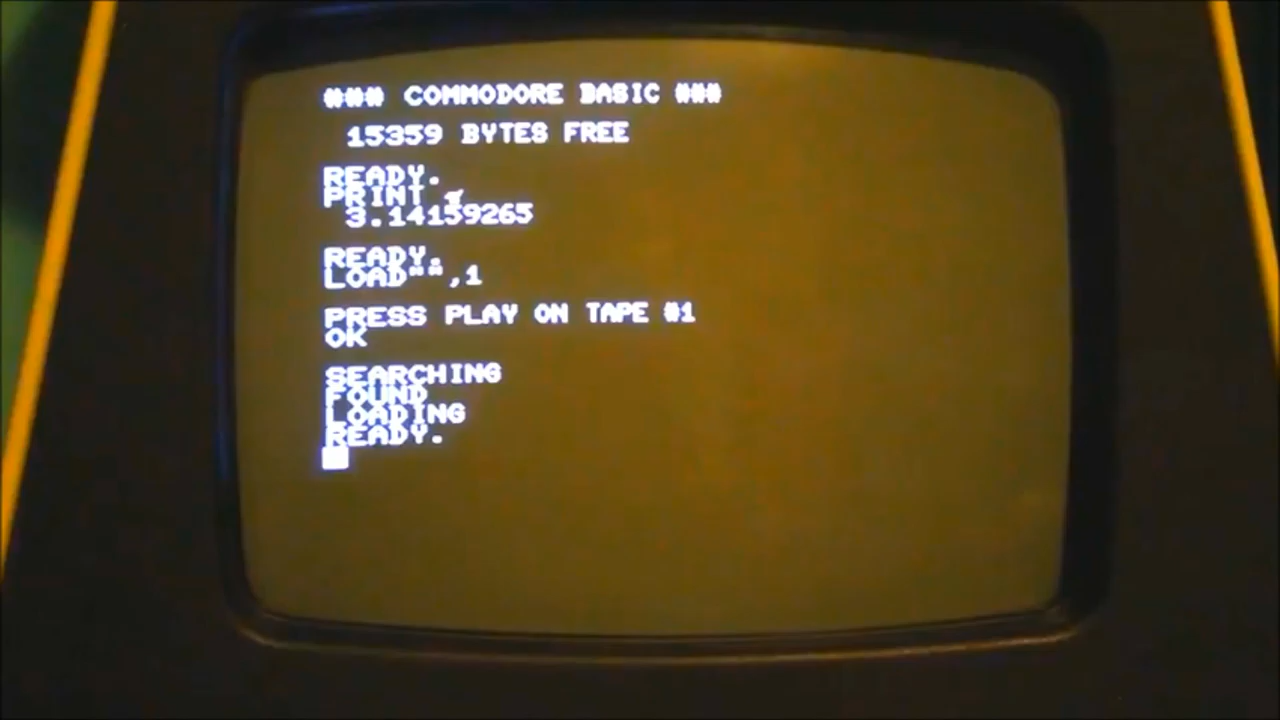 ### COMMODORE BASIC ###
15359 BYTES FREE
READY.
PRINT π
3.14159265
READY.
LOAD"",1
PRESS PLAY ON TAPE #1
OK
SEARCHING
FOUND
LOADING
READY.